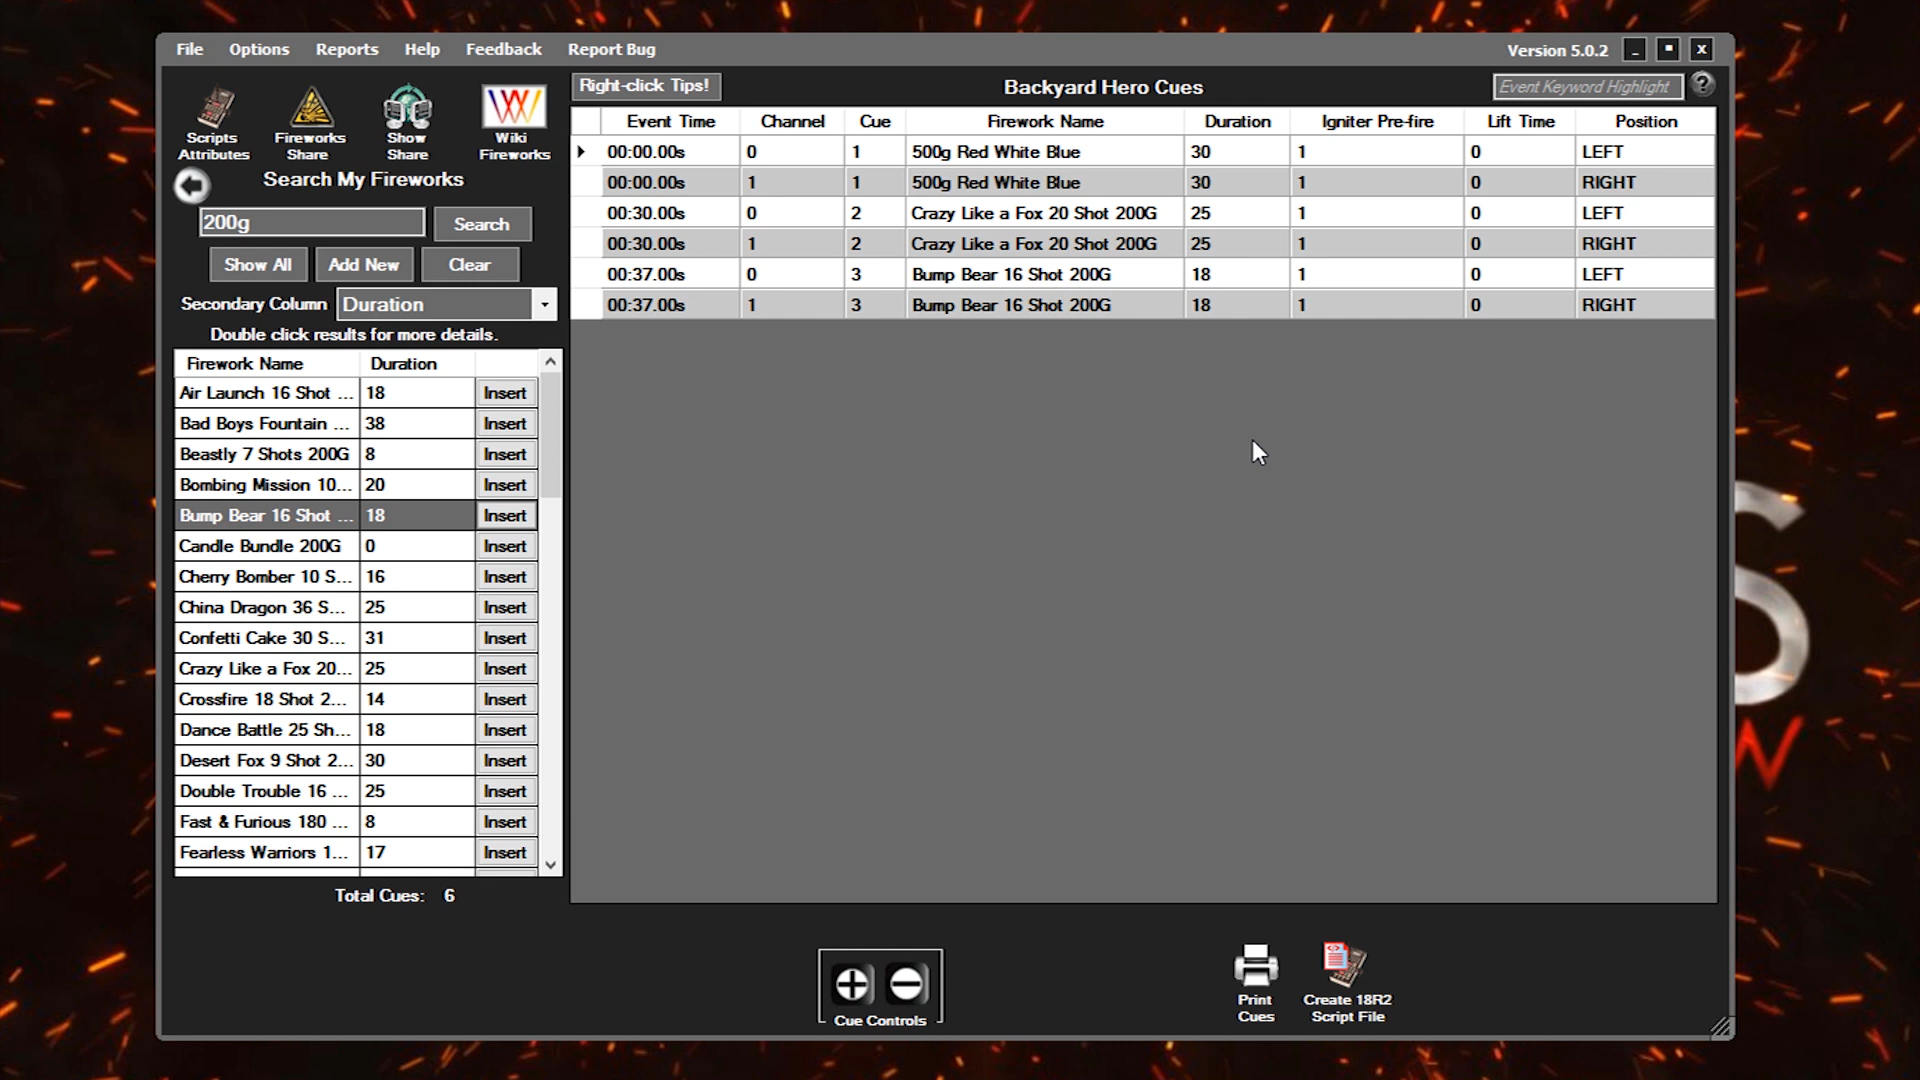 File Options Reports Help Feedback Report Bug Version 5.0.2
Scripts Attributes
Fireworks Share
Show Share
Wiki Fireworks
Right-click Tips!
Backyard Hero Cues
Event Keyword Highlight
Search My Fireworks
200g
Search
Show All Add New Clear
Secondary Column Duration
Double click results for more details.
Firework Name Duration
Air Launch 16 Shot ... 18 Insert
Bad Boys Fountain ... 38 Insert
Beastly 7 Shots 200G 8 Insert
Bombing Mission 10... 20 Insert
Bump Bear 16 Shot ... 18 Insert
Candle Bundle 200G 0 Insert
Cherry Bomber 10 S... 16 Insert
China Dragon 36 S... 25 Insert
Confetti Cake 30 S... 31 Insert
Crazy Like a Fox 20... 25 Insert
Crossfire 18 Shot 2... 14 Insert
Dance Battle 25 Sh... 18 Insert
Desert Fox 9 Shot 2... 30 Insert
Double Trouble 16 ... 25 Insert
Fast & Furious 180 ... 8 Insert
Fearless Warriors 1... 17 Insert
Total Cues: 6
Event Time Channel Cue Firework Name Duration Igniter Pre-fire Lift Time Position
00:00.00s 0 1 500g Red White Blue 30 1 0 LEFT
00:00.00s 1 1 500g Red White Blue 30 1 0 RIGHT
00:30.00s 0 2 Crazy Like a Fox 20 Shot 200G 25 1 0 LEFT
00:30.00s 1 2 Crazy Like a Fox 20 Shot 200G 25 1 0 RIGHT
00:37.00s 0 3 Bump Bear 16 Shot 200G 18 1 0 LEFT
00:37.00s 1 3 Bump Bear 16 Shot 200G 18 1 0 RIGHT
Cue Controls
Print Cues
Create 18R2 Script File
S
W